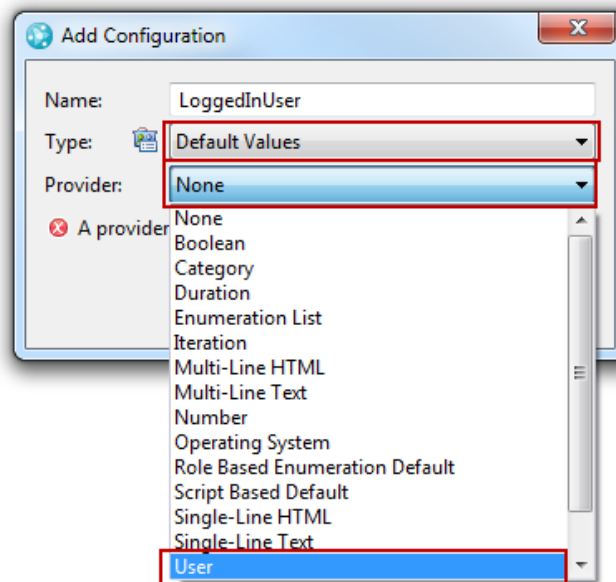 Add Configuration
Name: LoggedInUser
Type: Default Values
Provider: None
A provider
None
Boolean
Category
Duration
Enumeration List
Iteration
Multi-Line HTML
Multi-Line Text
Number
Operating System
Role Based Enumeration Default
Script Based Default
Single-Line HTML
Single-Line Text
User